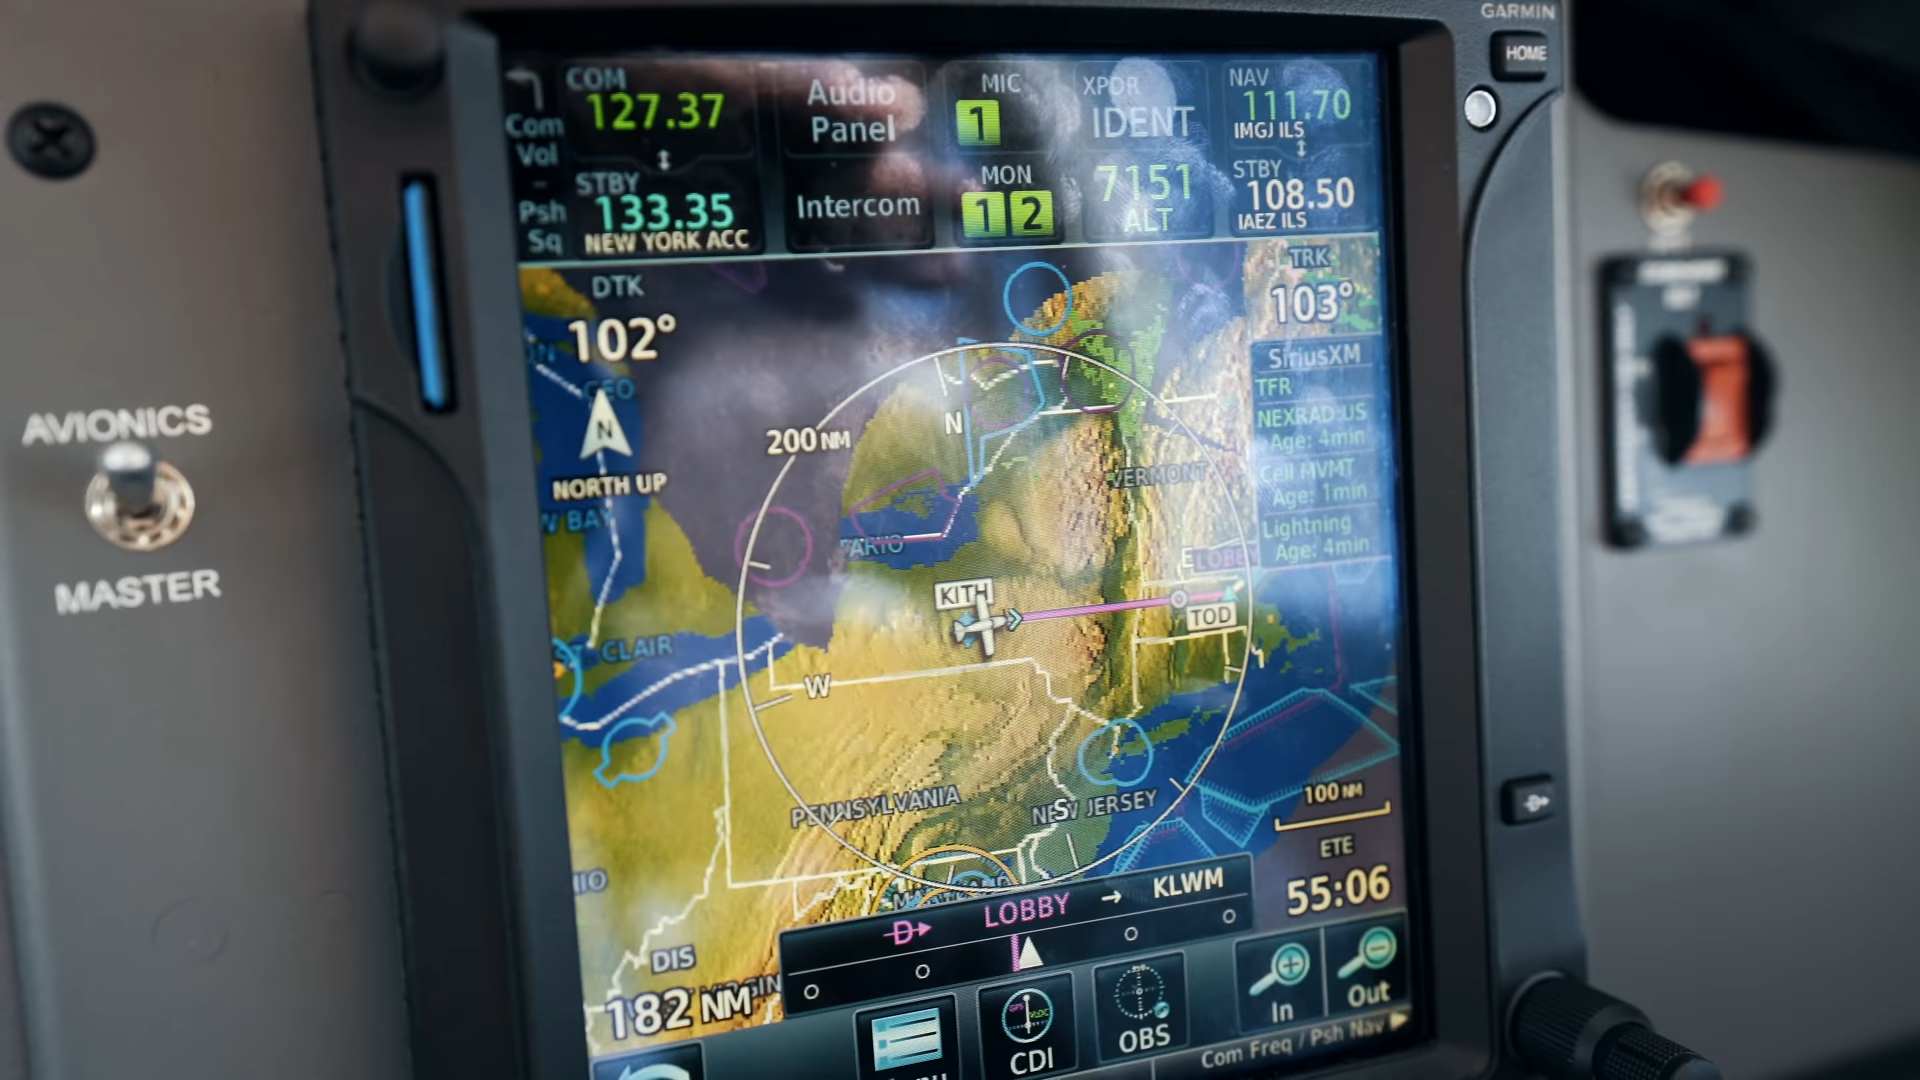 GARMIN
HOME
COM
127.37
Com
Vol
-
Psh
Sq
STBY
133.35
NEW YORK ACC
Audio
Panel
Intercom
MIC
1
MON
1 2
XPDR
IDENT
7151
ALT
NAV
111.70
IMGJ ILS
STBY
108.50
IAEZ ILS
DTK
102°
TRK
103°
SiriusXM
TFR
NEXRAD:US
Age: 4min
Cell MVMT
Age: 1min
Lightning
Age: 4min
N
NORTH UP
200 NM
N
VERMONT
E
LOBBY
KITH
TOD
CLAIR
W
PENNSYLVANIA
NEW JERSEY
S
100 NM
ETE
55:06
D
LOBBY → KLWM
DIS
182 NM
CDI
GPS
OBS
In
Out
Com Freq / Psh Nav
AVIONICS
MASTER